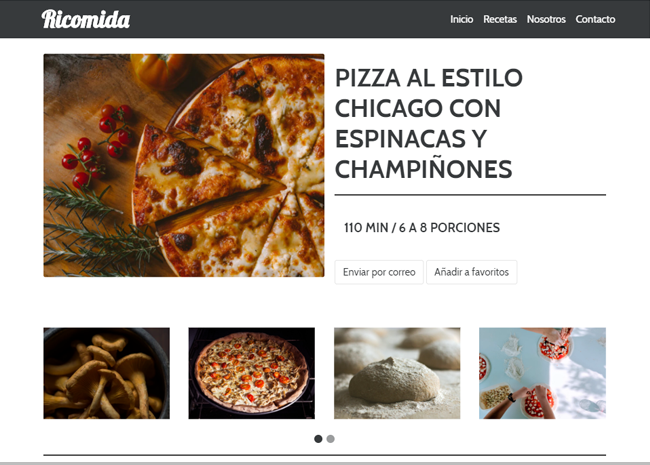 Ricomida
Inicio Recetas Nosotros Contacto
PIZZA AL ESTILO
CHICAGO CON
ESPINACAS Y
CHAMPIÑONES
110 MIN / 6 A 8 PORCIONES
Enviar por correo Añadir a favoritos